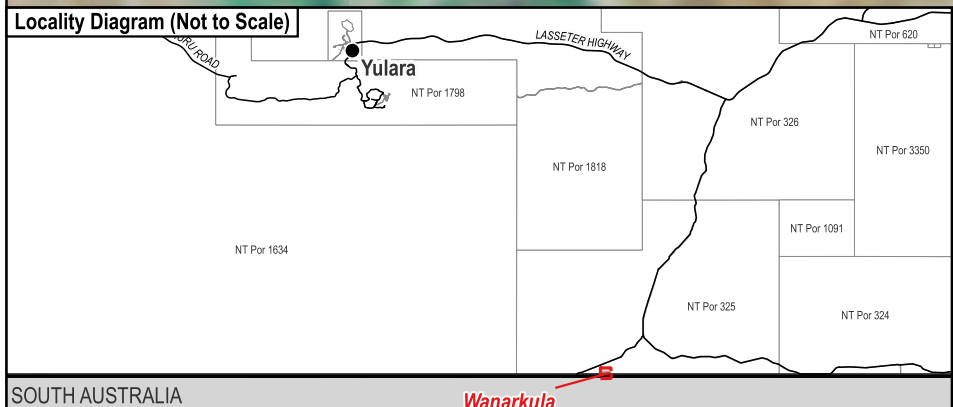 Locality Diagram (Not to Scale)
URU ROAD
LASSETER HIGHWAY
NT Por 620
Yulara
NT Por 1798
NT Por 326
NT Por 3350
NT Por 1818
NT Por 1091
NT Por 1634
NT Por 325
NT Por 324
SOUTH AUSTRALIA
Wanarkula